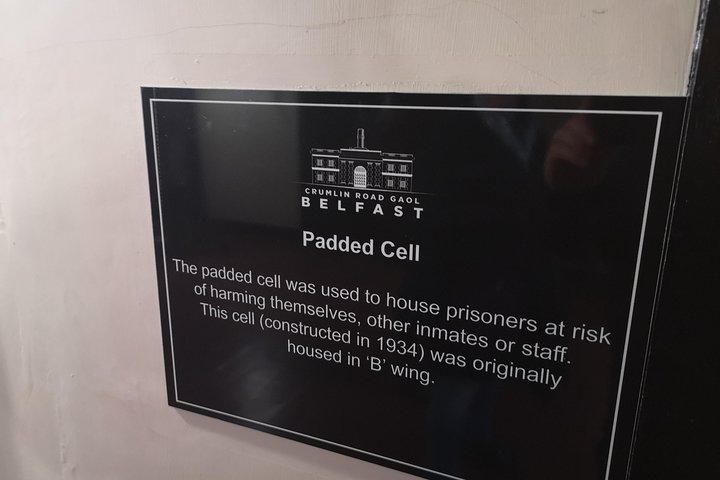 CRUMLIN ROAD GAOL
BELFAST
Padded Cell
The padded cell was used to house prisoners at risk
of harming themselves, other inmates or staff.
This cell (constructed in 1934) was originally
housed in ‘B’ wing.